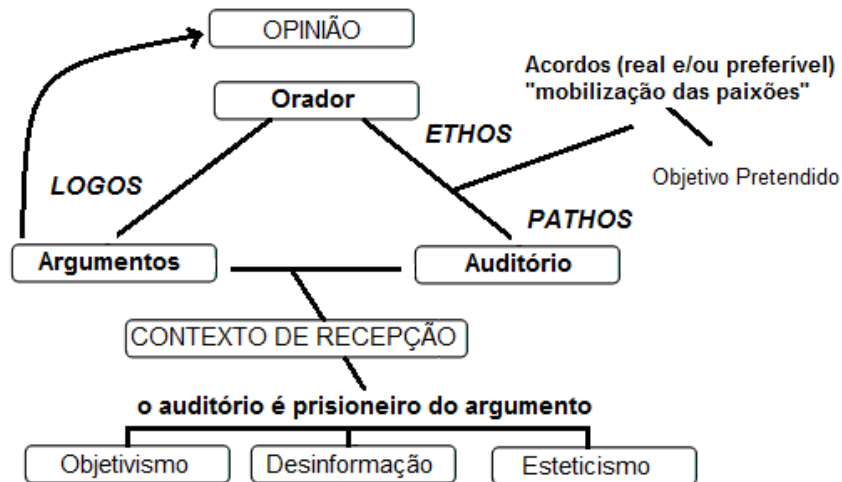 OPINIÃO
Acordos (real e/ou preferível)
"mobilização das paixões"
Orador
ETHOS
Objetivo Pretendido
LOGOS
PATHOS
Argumentos
Auditório
CONTEXTO DE RECEPÇÃO
o auditório é prisioneiro do argumento
Objetivismo
Desinformação
Esteticismo